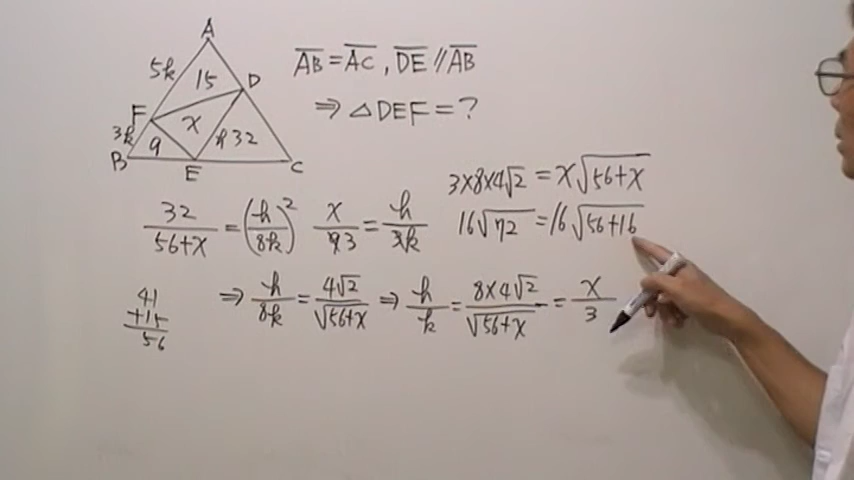 A
5k
15
D
AB = AC , DE // AB
F
x
⇒ △DEF = ?
3k
9
h 32
B
E
C
3×8×4√2 = x√56+x
32/56+x = (h/8k)² x/93 = h/3k
16√72 = 16√56+16
⇒ h/8k = 4√2/√56+x ⇒ h/k = 8×4√2/√56+x = x/3
41
+15
56